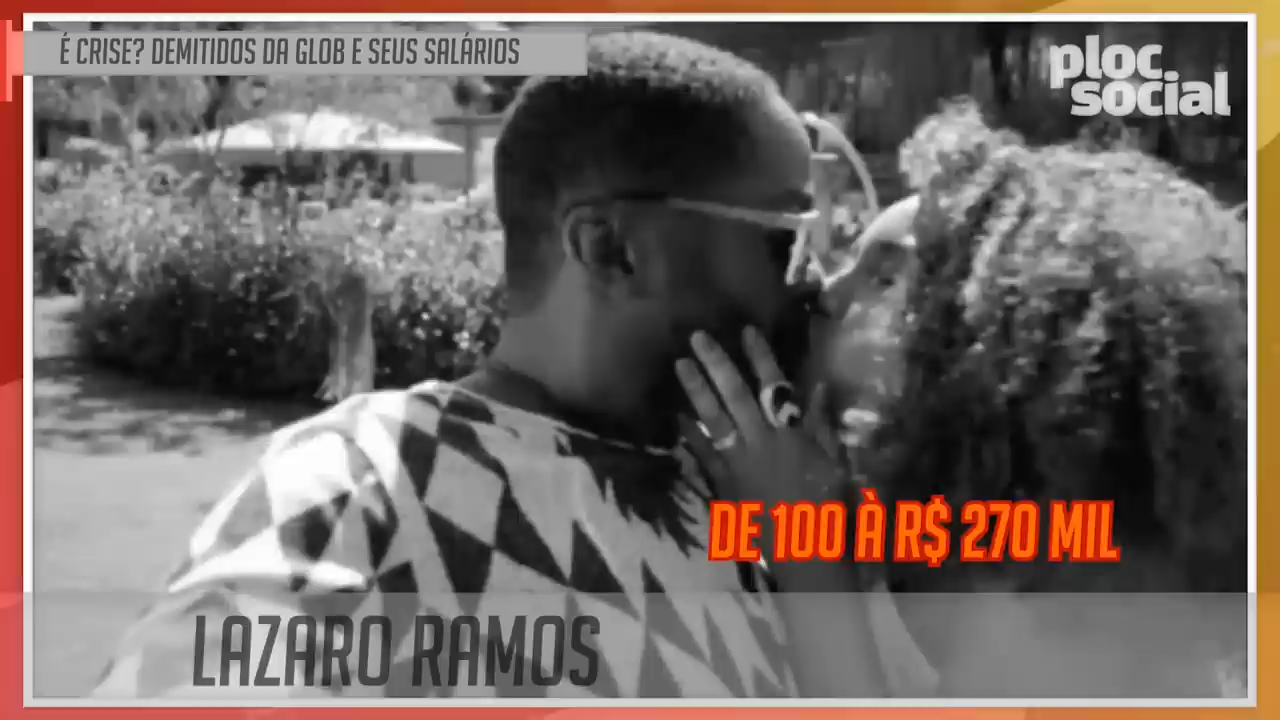 É CRISE? DEMITIDOS DA GLOB E SEUS SALÁRIOS
ploc
social
DE 100 À R$ 270 MIL
LAZARO RAMOS